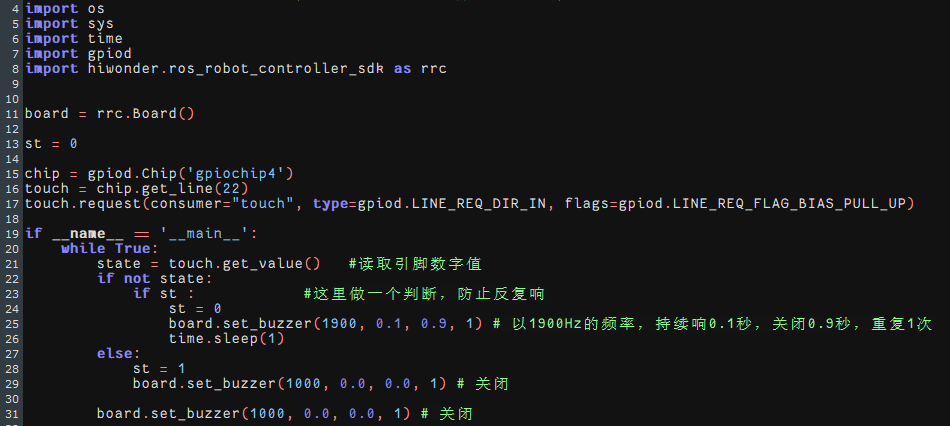 4 import os
5 import sys
6 import time
7 import gpiod
8 import hiwonder.ros_robot_controller_sdk as rrc
9
10
11 board = rrc.Board()
12
13 st = 0
14
15 chip = gpiod.Chip('gpiochip4')
16 touch = chip.get_line(22)
17 touch.request(consumer="touch", type=gpiod.LINE_REQ_DIR_IN, flags=gpiod.LINE_REQ_FLAG_BIAS_PULL_UP)
18
19 if __name__ == '__main__':
20     while True:
21         state = touch.get_value()   #读取引脚数字值
22         if not state:
23             if st :            #这里做一个判断，防止反复响
24                 st = 0
25                 board.set_buzzer(1900, 0.1, 0.9, 1) # 以1900Hz的频率，持续响0.1秒，关闭0.9秒，重复1次
26                 time.sleep(1)
27         else:
28             st = 1
29             board.set_buzzer(1000, 0.0, 0.0, 1) # 关闭
30
31         board.set_buzzer(1000, 0.0, 0.0, 1) # 关闭